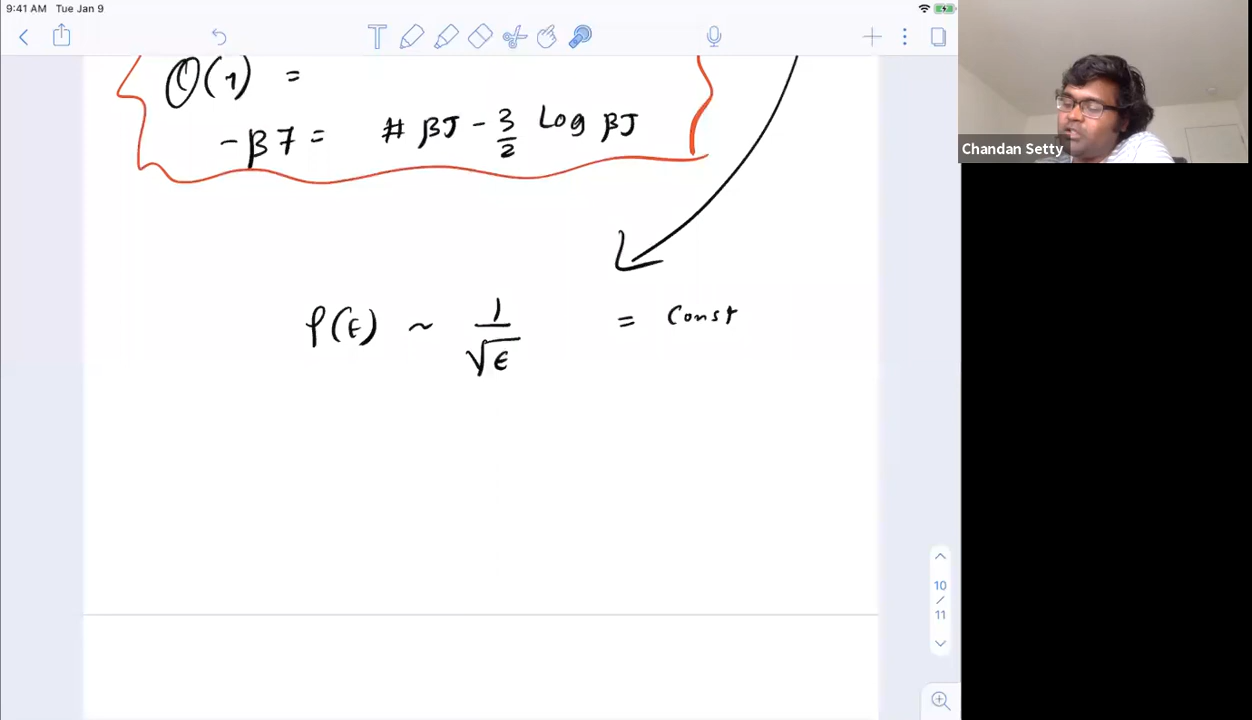 9:41 AM Tue Jan 9
O(1) =
-βF = # βJ - 3/2 Log βJ
ρ(ε) ~ 1/√ε = Const
Chandan Setty
10
/
11